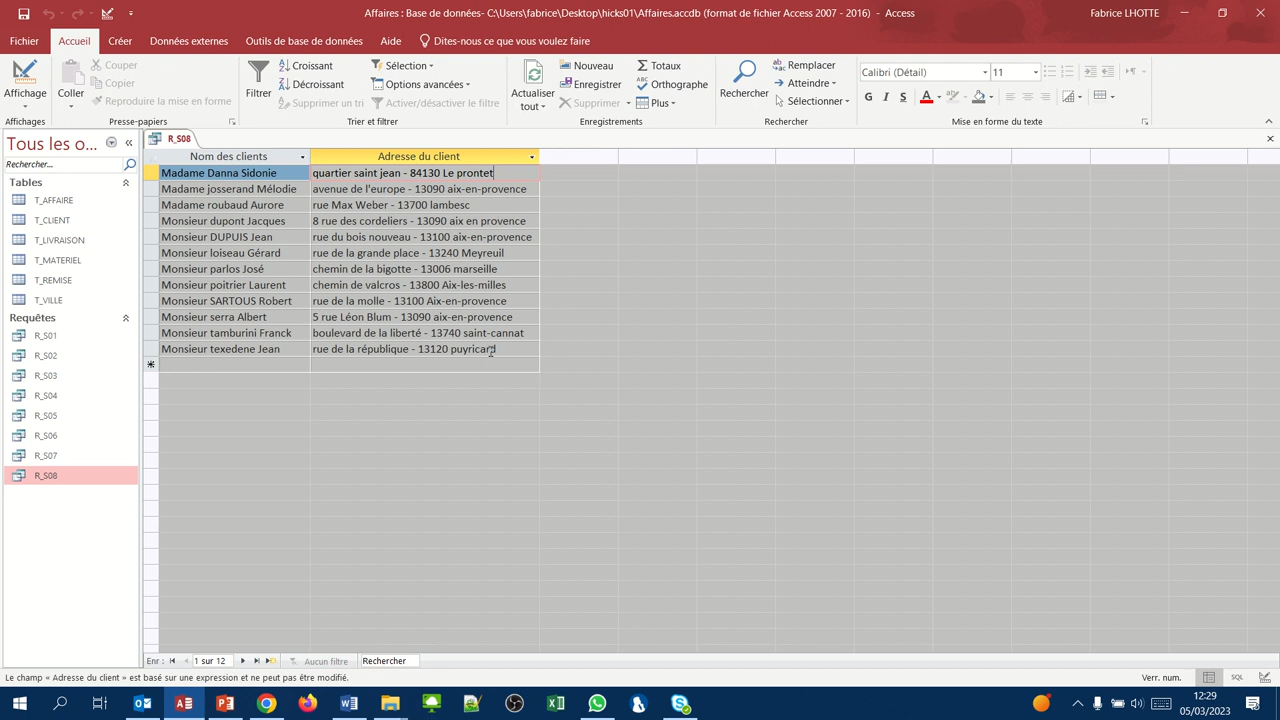 Affaires : Base de données- C:\Users\fabrice\Desktop\hicks01\Affaires.accdb (format de fichier Access 2007 - 2016) - Access
Fabrice LHOTTE
Fichier
Accueil
Créer
Données externes
Outils de base de données
Aide
Dites-nous ce que vous voulez faire
Affichage
Affichages
Coller
Couper
Copier
Reproduire la mise en forme
Presse-papiers
Filtrer
Croissant
Décroissant
Supprimer un tri
Sélection
Options avancées
Activer/désactiver le filtre
Trier et filtrer
Actualiser
tout
Nouveau
Enregistrer
Supprimer
Totaux
Orthographe
Plus
Enregistrements
Rechercher
Remplacer
Atteindre
Sélectionner
Rechercher
Calibri (Détail)
11
G I S A
Mise en forme du texte
Tous les o...
Rechercher...
Tables
T_AFFAIRE
T_CLIENT
T_LIVRAISON
T_MATERIEL
T_REMISE
T_VILLE
Requêtes
R_S01
R_S02
R_S03
R_S04
R_S05
R_S06
R_S07
R_S08
R_S08
Nom des clients Adresse du client
Madame Danna Sidonie quartier saint jean - 84130 Le prontet
Madame josserand Mélodie avenue de l'europe - 13090 aix-en-provence
Madame roubaud Aurore rue Max Weber - 13700 lambesc
Monsieur dupont Jacques 8 rue des cordeliers - 13090 aix en provence
Monsieur DUPUIS Jean rue du bois nouveau - 13100 aix-en-provence
Monsieur loiseau Gérard rue de la grande place - 13240 Meyreuil
Monsieur parlos José chemin de la bigotte - 13006 marseille
Monsieur poitrier Laurent chemin de valcros - 13800 Aix-les-milles
Monsieur SARTOUS Robert rue de la molle - 13100 Aix-en-provence
Monsieur serra Albert 5 rue Léon Blum - 13090 aix-en-provence
Monsieur tamburini Franck boulevard de la liberté - 13740 saint-cannat
Monsieur texedene Jean rue de la république - 13120 puyricard
Enr : 1 sur 12 Aucun filtre Rechercher
Le champ « Adresse du client » est basé sur une expression et ne peut pas être modifié.
Verr. num.
SQL
12:29
05/03/2023